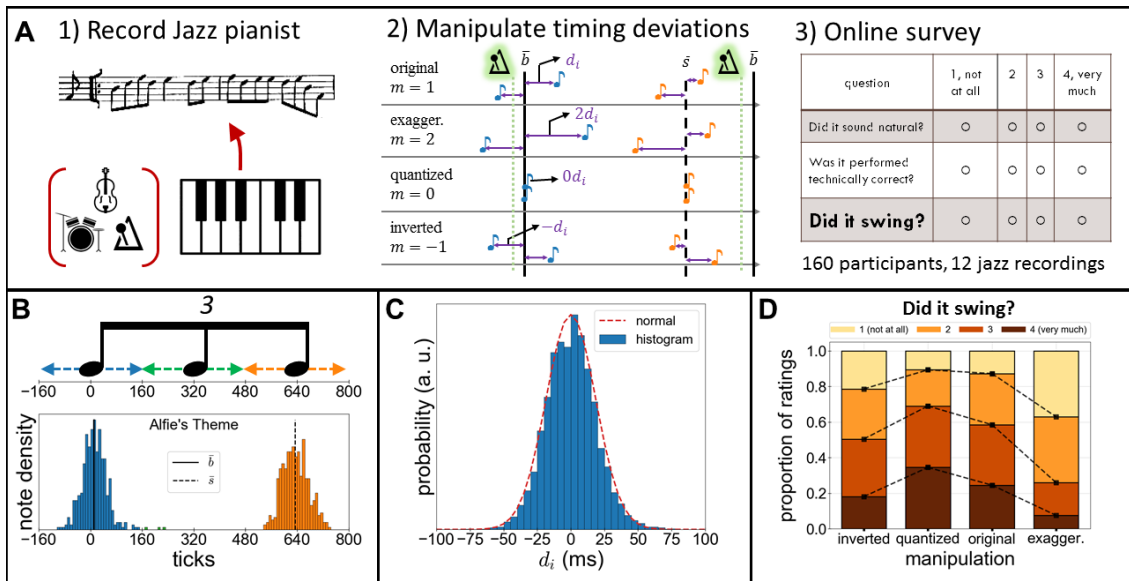 A
1) Record Jazz pianist
2) Manipulate timing deviations
3) Online survey
b̄
dᵢ
s̄
b̄
original
m = 1
exagger.
m = 2
2dᵢ
quantized
m = 0
0dᵢ
inverted
m = −1
−dᵢ
question
1, not at all
2
3
4, very much
Did it sound natural?
Was it performed technically correct?
Did it swing?
160 participants, 12 jazz recordings
B
3
−160 0 160 320 480 640 800
Alfie's Theme
b̄
s̄
note density
−160 0 160 320 480 640 800
ticks
C
normal
histogram
probability (a. u.)
−100 −75 −50 −25 0 25 50 75 100
dᵢ (ms)
D
Did it swing?
1 (not at all) 2 3 4 (very much)
proportion of ratings
1.0
0.8
0.6
0.4
0.2
0.0
inverted quantized original exagger.
manipulation